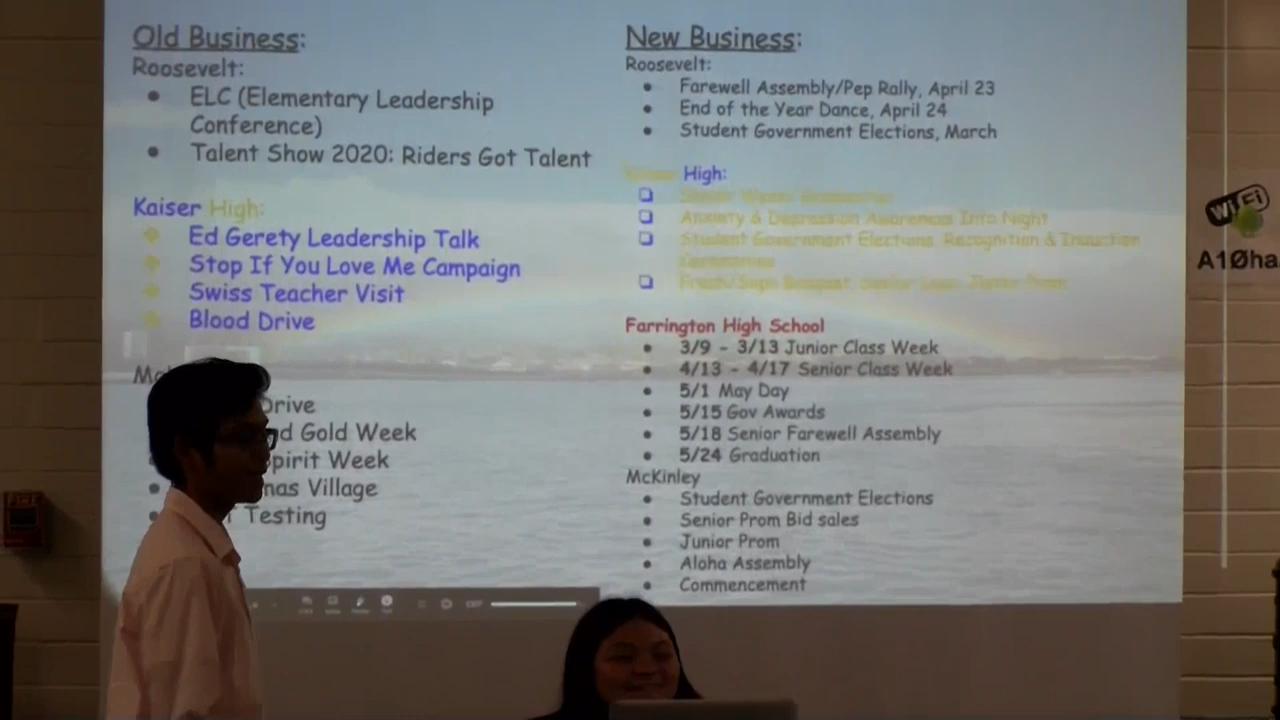 Old Business:
Roosevelt:
ELC (Elementary Leadership
Conference)
Talent Show 2020: Riders Got Talent
Kaiser High:
Ed Gerety Leadership Talk
Stop If You Love Me Campaign
Swiss Teacher Visit
Blood Drive
Drive
Gold Week
Spirit Week
Village
Testing
New Business:
Roosevelt:
Farewell Assembly/Pep Rally, April 23
End of the Year Dance, April 24
Student Government Elections, March
High:
Anxiety & Depression Awareness Info Night
Student Government Elections, Recognition & Induction
Ceremonies
Farrington High School
3/9 - 3/13 Junior Class Week
4/13 - 4/17 Senior Class Week
5/1 May Day
5/15 Gov Awards
5/18 Senior Farewell Assembly
5/24 Graduation
McKinley
Student Government Elections
Senior Prom Bid sales
Junior Prom
Aloha Assembly
Commencement
WiFi
A10ha